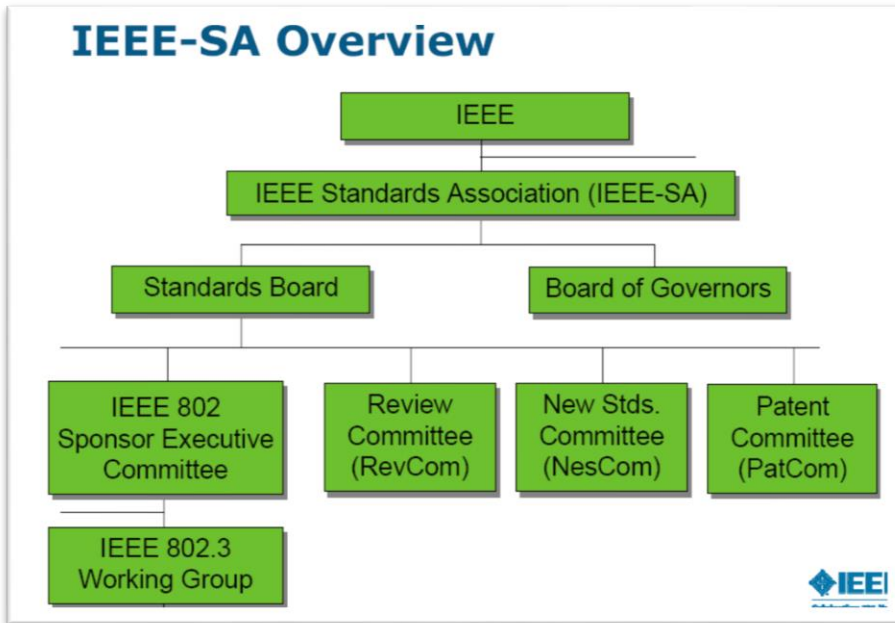 IEEE-SA Overview
IEEE
IEEE Standards Association (IEEE-SA)
Standards Board
Board of Governors
IEEE 802
Sponsor Executive
Committee
Review
Committee
(RevCom)
New Stds.
Committee
(NesCom)
Patent
Committee
(PatCom)
IEEE 802.3
Working Group